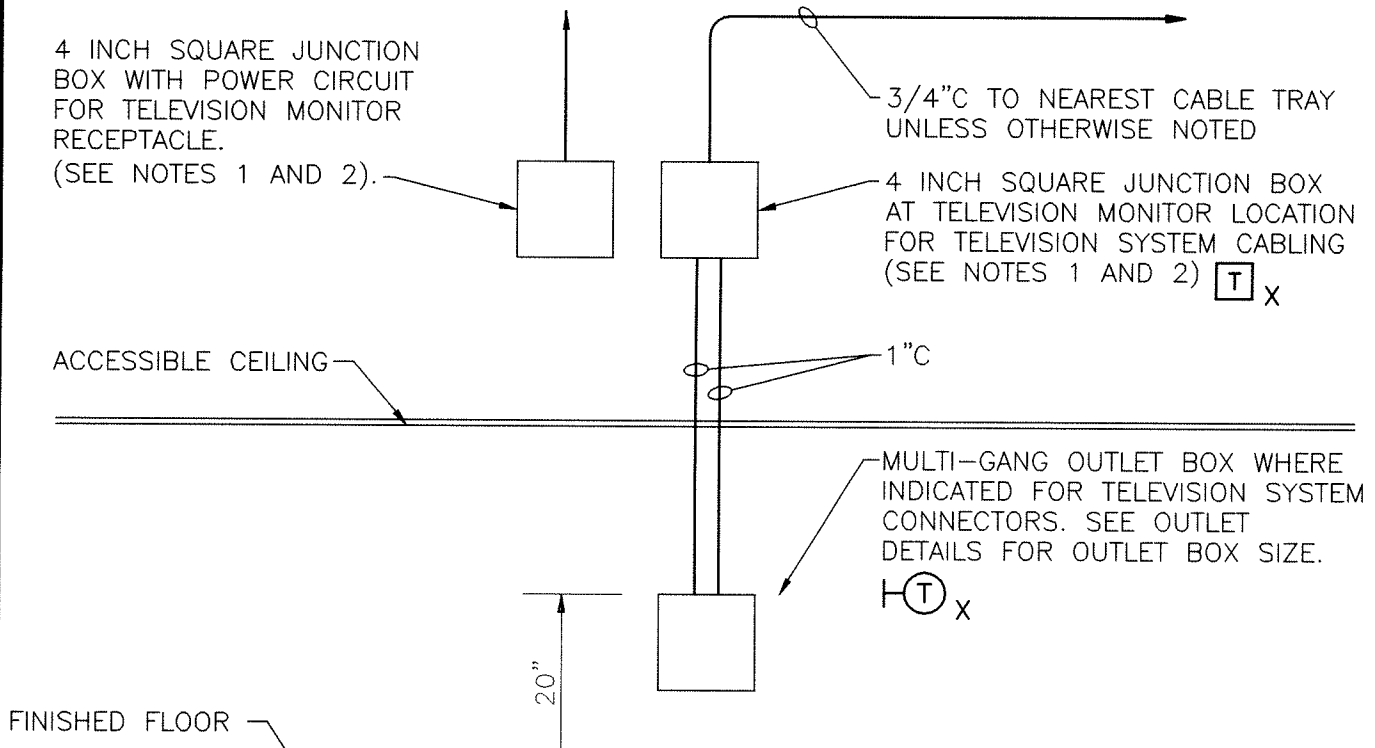 4 INCH SQUARE JUNCTION
BOX WITH POWER CIRCUIT
FOR TELEVISION MONITOR
RECEPTACLE.
(SEE NOTES 1 AND 2).
3/4"C TO NEAREST CABLE TRAY
UNLESS OTHERWISE NOTED
4 INCH SQUARE JUNCTION BOX
AT TELEVISION MONITOR LOCATION
FOR TELEVISION SYSTEM CABLING
(SEE NOTES 1 AND 2) T X
ACCESSIBLE CEILING
1"C
MULTI-GANG OUTLET BOX WHERE
INDICATED FOR TELEVISION SYSTEM
CONNECTORS. SEE OUTLET
DETAILS FOR OUTLET BOX SIZE.
T X
20"
FINISHED FLOOR